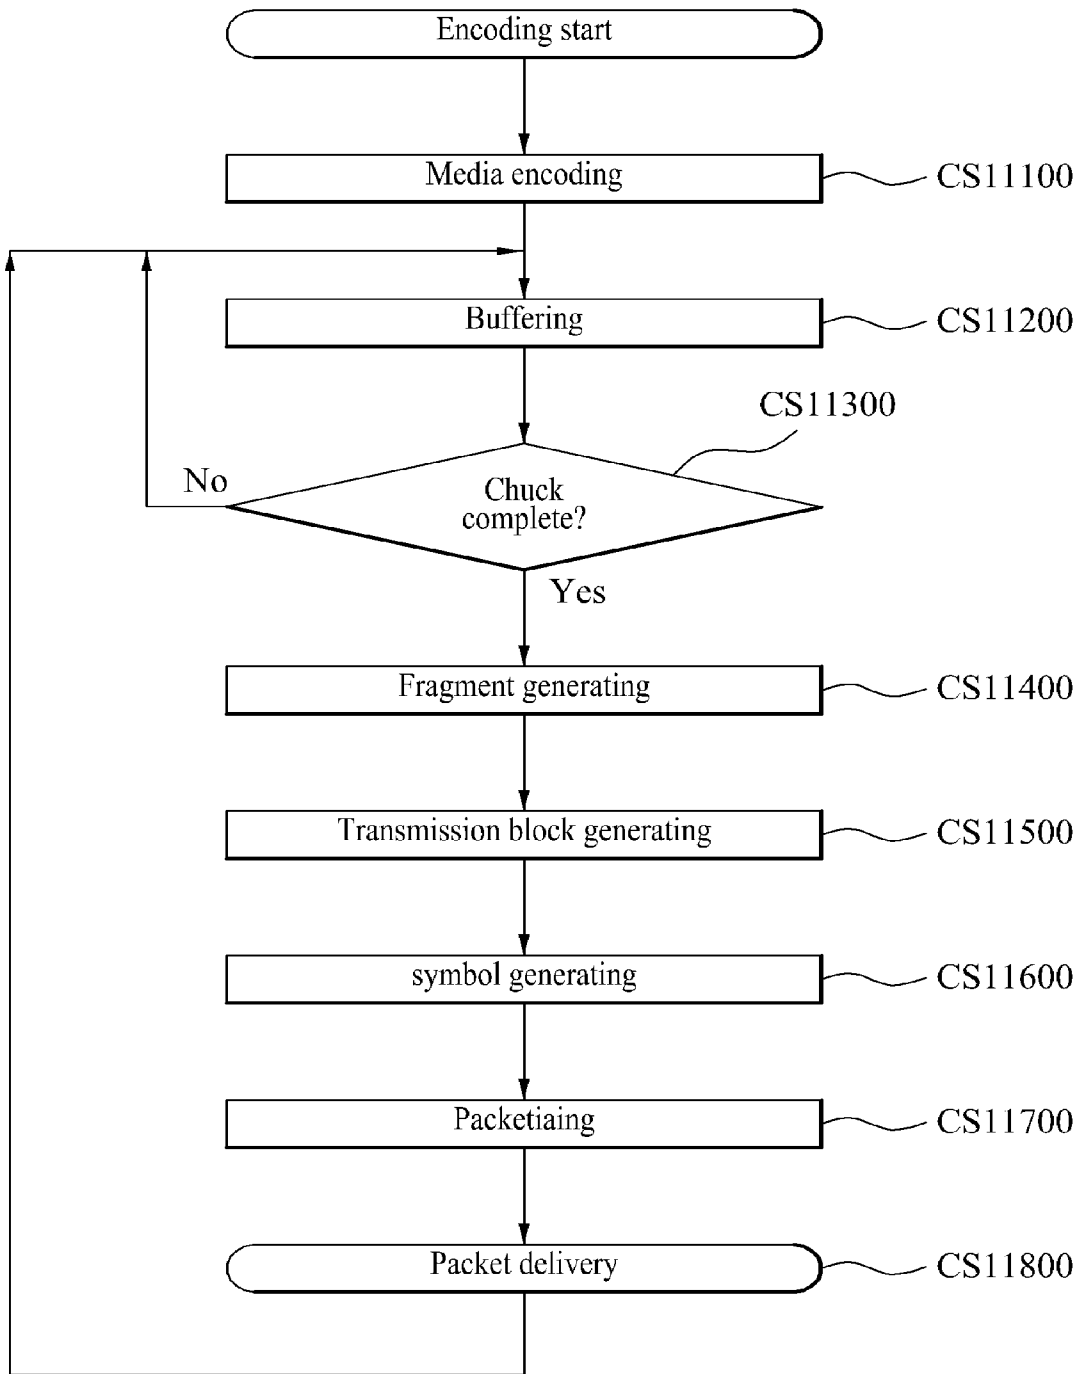 Encoding start
Media encoding
CS11100
Buffering
CS11200
CS11300
No
Chuck
complete?
Yes
Fragment generating
CS11400
Transmission block generating
CS11500
symbol generating
CS11600
Packetiaing
CS11700
Packet delivery
CS11800